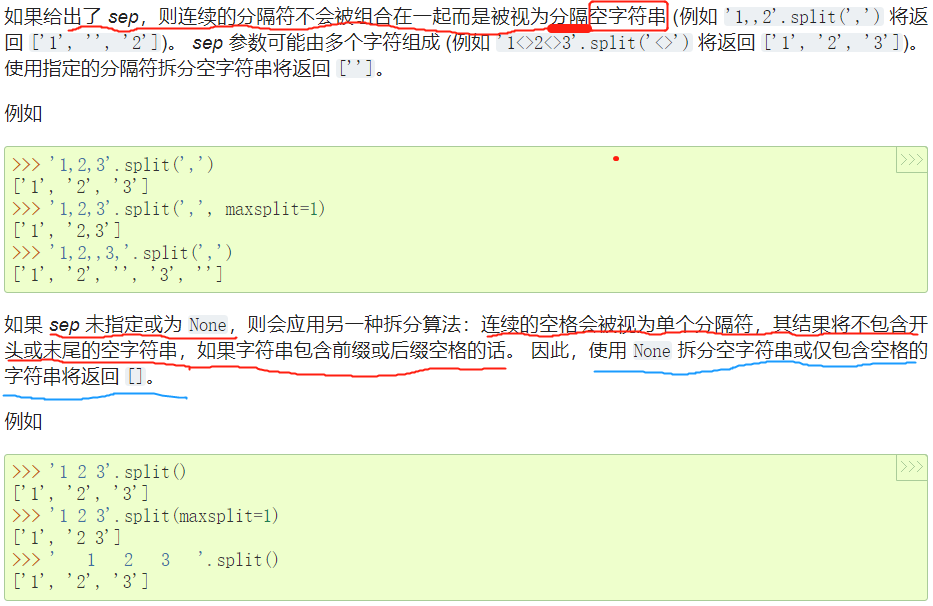 如果给出了 sep，则连续的分隔符不会被组合在一起而是被视为分隔空字符串 (例如 '1,,2'.split(',') 将返
回 ['1', '', '2'])。 sep 参数可能由多个字符组成 (例如 '1<>2<>3'.split('<>') 将返回 ['1', '2', '3'])。
使用指定的分隔符拆分空字符串将返回 ['']。
例如
>>> '1,2,3'.split(',')
>>>
['1', '2', '3']
>>> '1,2,3'.split(',', maxsplit=1)
['1', '2,3']
>>> '1,2,,3,'.split(',')
['1', '2', '', '3', '']
如果 sep 未指定或为 None，则会应用另一种拆分算法：连续的空格会被视为单个分隔符，其结果将不包含开
头或末尾的空字符串，如果字符串包含前缀或后缀空格的话。 因此，使用 None 拆分空字符串或仅包含空格的
字符串将返回 []。
例如
>>> '1 2 3'.split()
>>>
['1', '2', '3']
>>> '1 2 3'.split(maxsplit=1)
['1', '2 3']
>>> '   1   2   3   '.split()
['1', '2', '3']